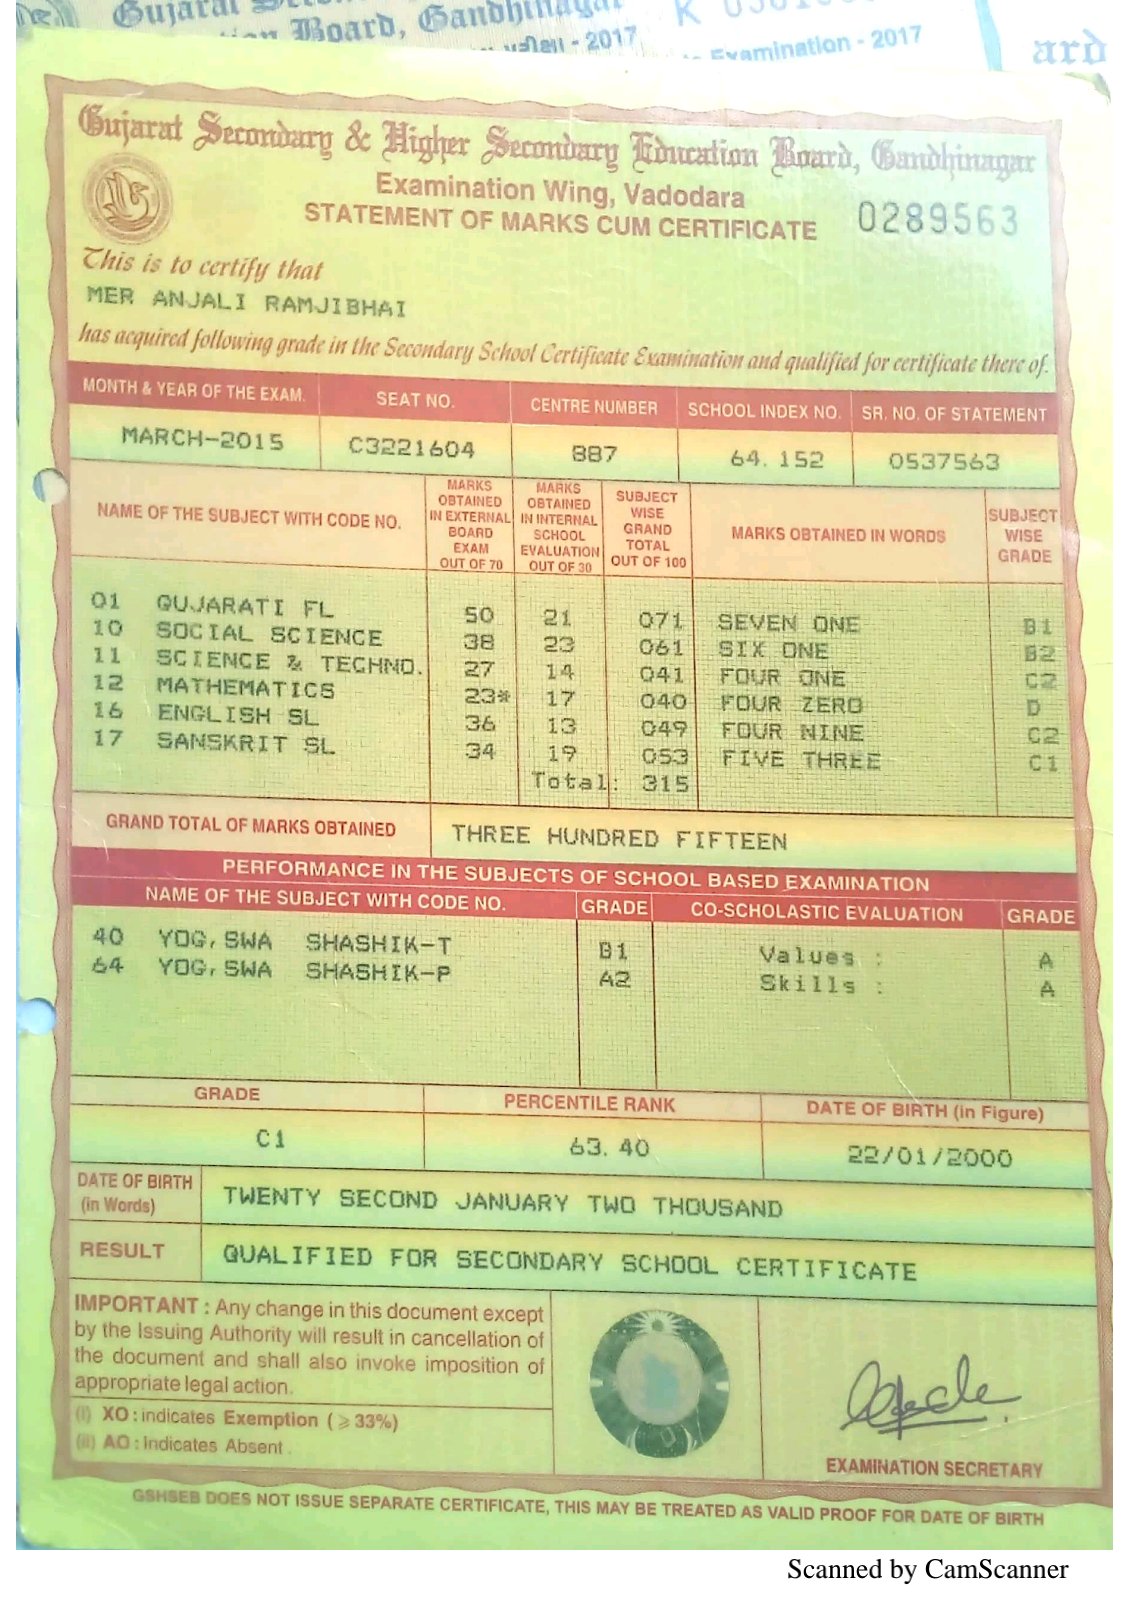 Gujarat
Board, Gandhinagar
- 2017
Examination - 2017
ard
Gujarat Secondary & Higher Secondary Education Board, Gandhinagar
Examination Wing, Vadodara
STATEMENT OF MARKS CUM CERTIFICATE 0289563
This is to certify that
MER ANJALI RAMJIBHAI
has acquired following grade in the Secondary School Certificate Examination and qualified for certificate there of.
MONTH & YEAR OF THE EXAM. SEAT NO. CENTRE NUMBER SCHOOL INDEX NO. SR. NO. OF STATEMENT
MARCH-2015 C3221604 887 64.152 0537563
NAME OF THE SUBJECT WITH CODE NO. MARKS OBTAINED IN EXTERNAL BOARD EXAM OUT OF 70 MARKS OBTAINED IN INTERNAL SCHOOL EVALUATION OUT OF 30 SUBJECT WISE GRAND TOTAL OUT OF 100 MARKS OBTAINED IN WORDS SUBJECT WISE GRADE
01 GUJARATI FL 50 21 071 SEVEN ONE B1
10 SOCIAL SCIENCE 38 23 061 SIX ONE B2
11 SCIENCE & TECHNO. 27 14 041 FOUR ONE C2
12 MATHEMATICS 23* 17 040 FOUR ZERO D
16 ENGLISH SL 36 13 049 FOUR NINE C2
17 SANSKRIT SL 34 19 053 FIVE THREE C1
Total: 315
GRAND TOTAL OF MARKS OBTAINED THREE HUNDRED FIFTEEN
PERFORMANCE IN THE SUBJECTS OF SCHOOL BASED EXAMINATION
NAME OF THE SUBJECT WITH CODE NO. GRADE CO-SCHOLASTIC EVALUATION GRADE
40 YOG,SWA SHASHIK-T B1 Values : A
64 YOG,SWA SHASHIK-P A2 Skills : A
GRADE PERCENTILE RANK DATE OF BIRTH (in Figure)
C1 63.40 22/01/2000
DATE OF BIRTH (in Words) TWENTY SECOND JANUARY TWO THOUSAND
RESULT QUALIFIED FOR SECONDARY SCHOOL CERTIFICATE
IMPORTANT : Any change in this document except
by the Issuing Authority will result in cancellation of
the document and shall also invoke imposition of
appropriate legal action.
(i) XO : indicates Exemption ( ⩾ 33%)
(ii) AO : Indicates Absent.
EXAMINATION SECRETARY
GSHSEB DOES NOT ISSUE SEPARATE CERTIFICATE, THIS MAY BE TREATED AS VALID PROOF FOR DATE OF BIRTH
Scanned by CamScanner